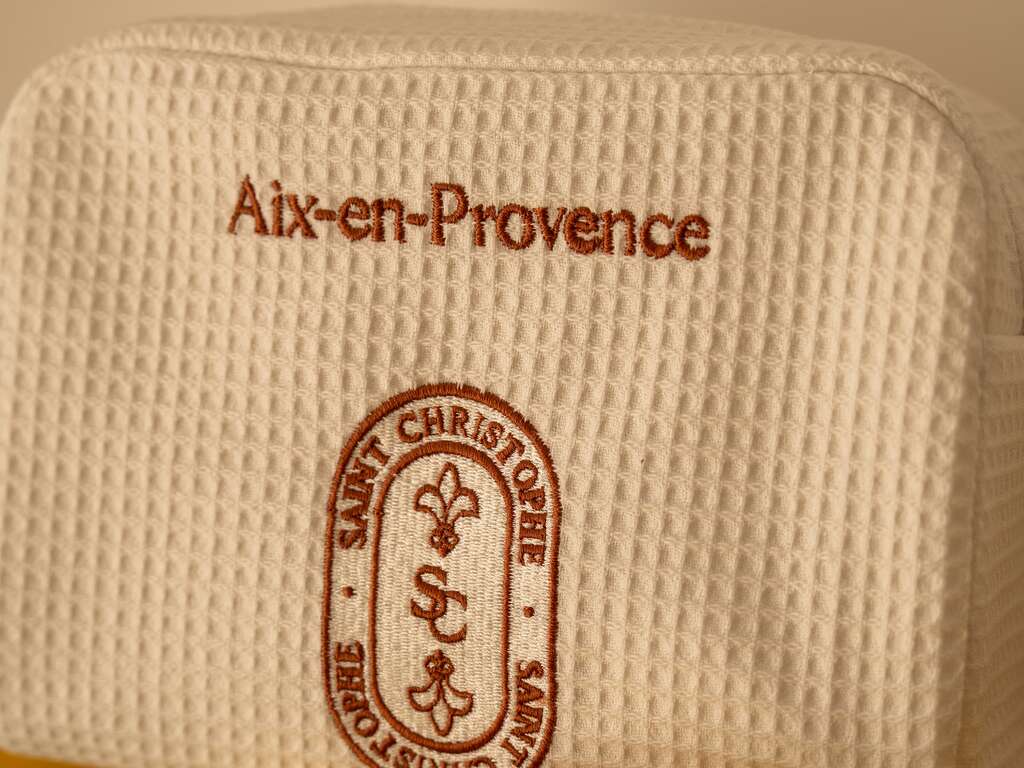 Aix-en-Provence
SAINT CHRISTOPHE
SC
SAINT CHRISTOPHE